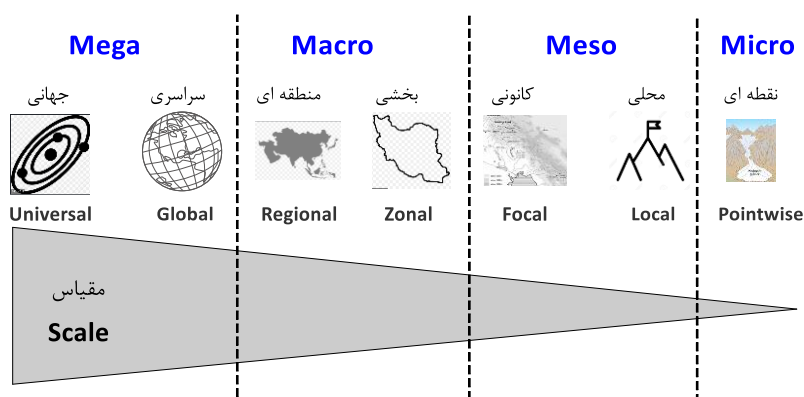 Mega
Macro
Meso
Micro
جهانی
سراسری
منطقه ای
بخشی
کانونی
محلی
نقطه ای
Universal
Global
Regional
Zonal
Focal
Local
Pointwise
مقیاس
Scale